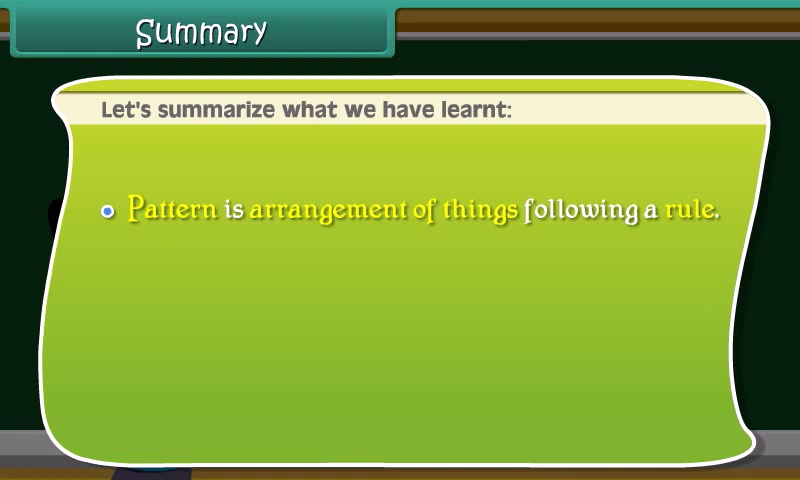 Summary
Let's summarize what we have learnt:
Pattern is arrangement of things following a rule.